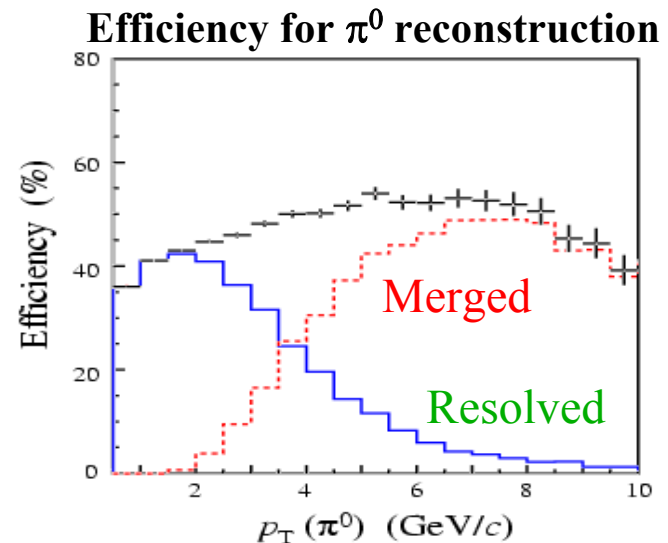 Efficiency for π⁰ reconstruction
80
60
40
20
0
Efficiency (%)
Merged
Resolved
2 4 6 8 10
p_T (π⁰) (GeV/c)